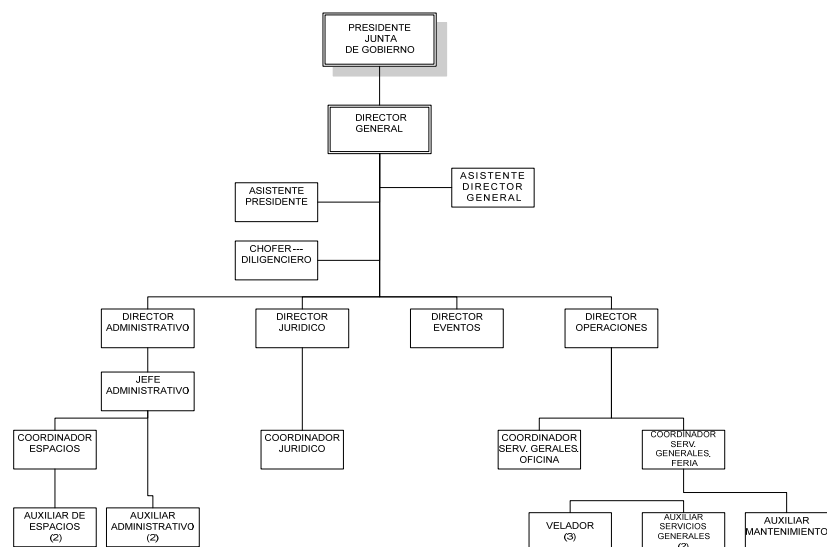 PRESIDENTE
JUNTA
DE GOBIERNO
DIRECTOR
GENERAL
ASISTENTE
DIRECTOR
GENERAL
ASISTENTE
PRESIDENTE
CHOFER---
DILIGENCIERO
DIRECTOR
ADMINISTRATIVO
DIRECTOR
JURIDICO
DIRECTOR
EVENTOS
DIRECTOR
OPERACIONES
JEFE
ADMINISTRATIVO
COORDINADOR
ESPACIOS
COORDINADOR
JURIDICO
COORDINADOR
SERV. GERALES.
OFICINA
COORDINADOR
SERV.
GENERALES,
FERIA
AUXILIAR DE
ESPACIOS
(2)
AUXILIAR
ADMINISTRATIVO
(2)
VELADOR
(3)
AUXILIAR
SERVICIOS
GENERALES
(2)
AUXILIAR
MANTENIMIENTO